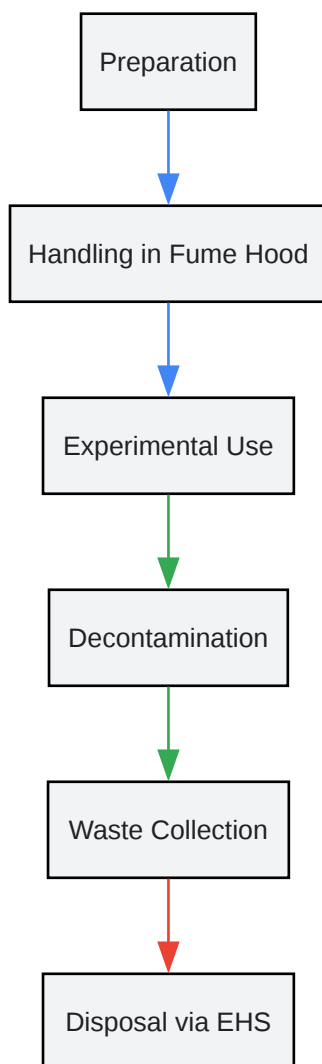 Preparation
Handling in Fume Hood
Experimental Use
Decontamination
Waste Collection
Disposal via EHS